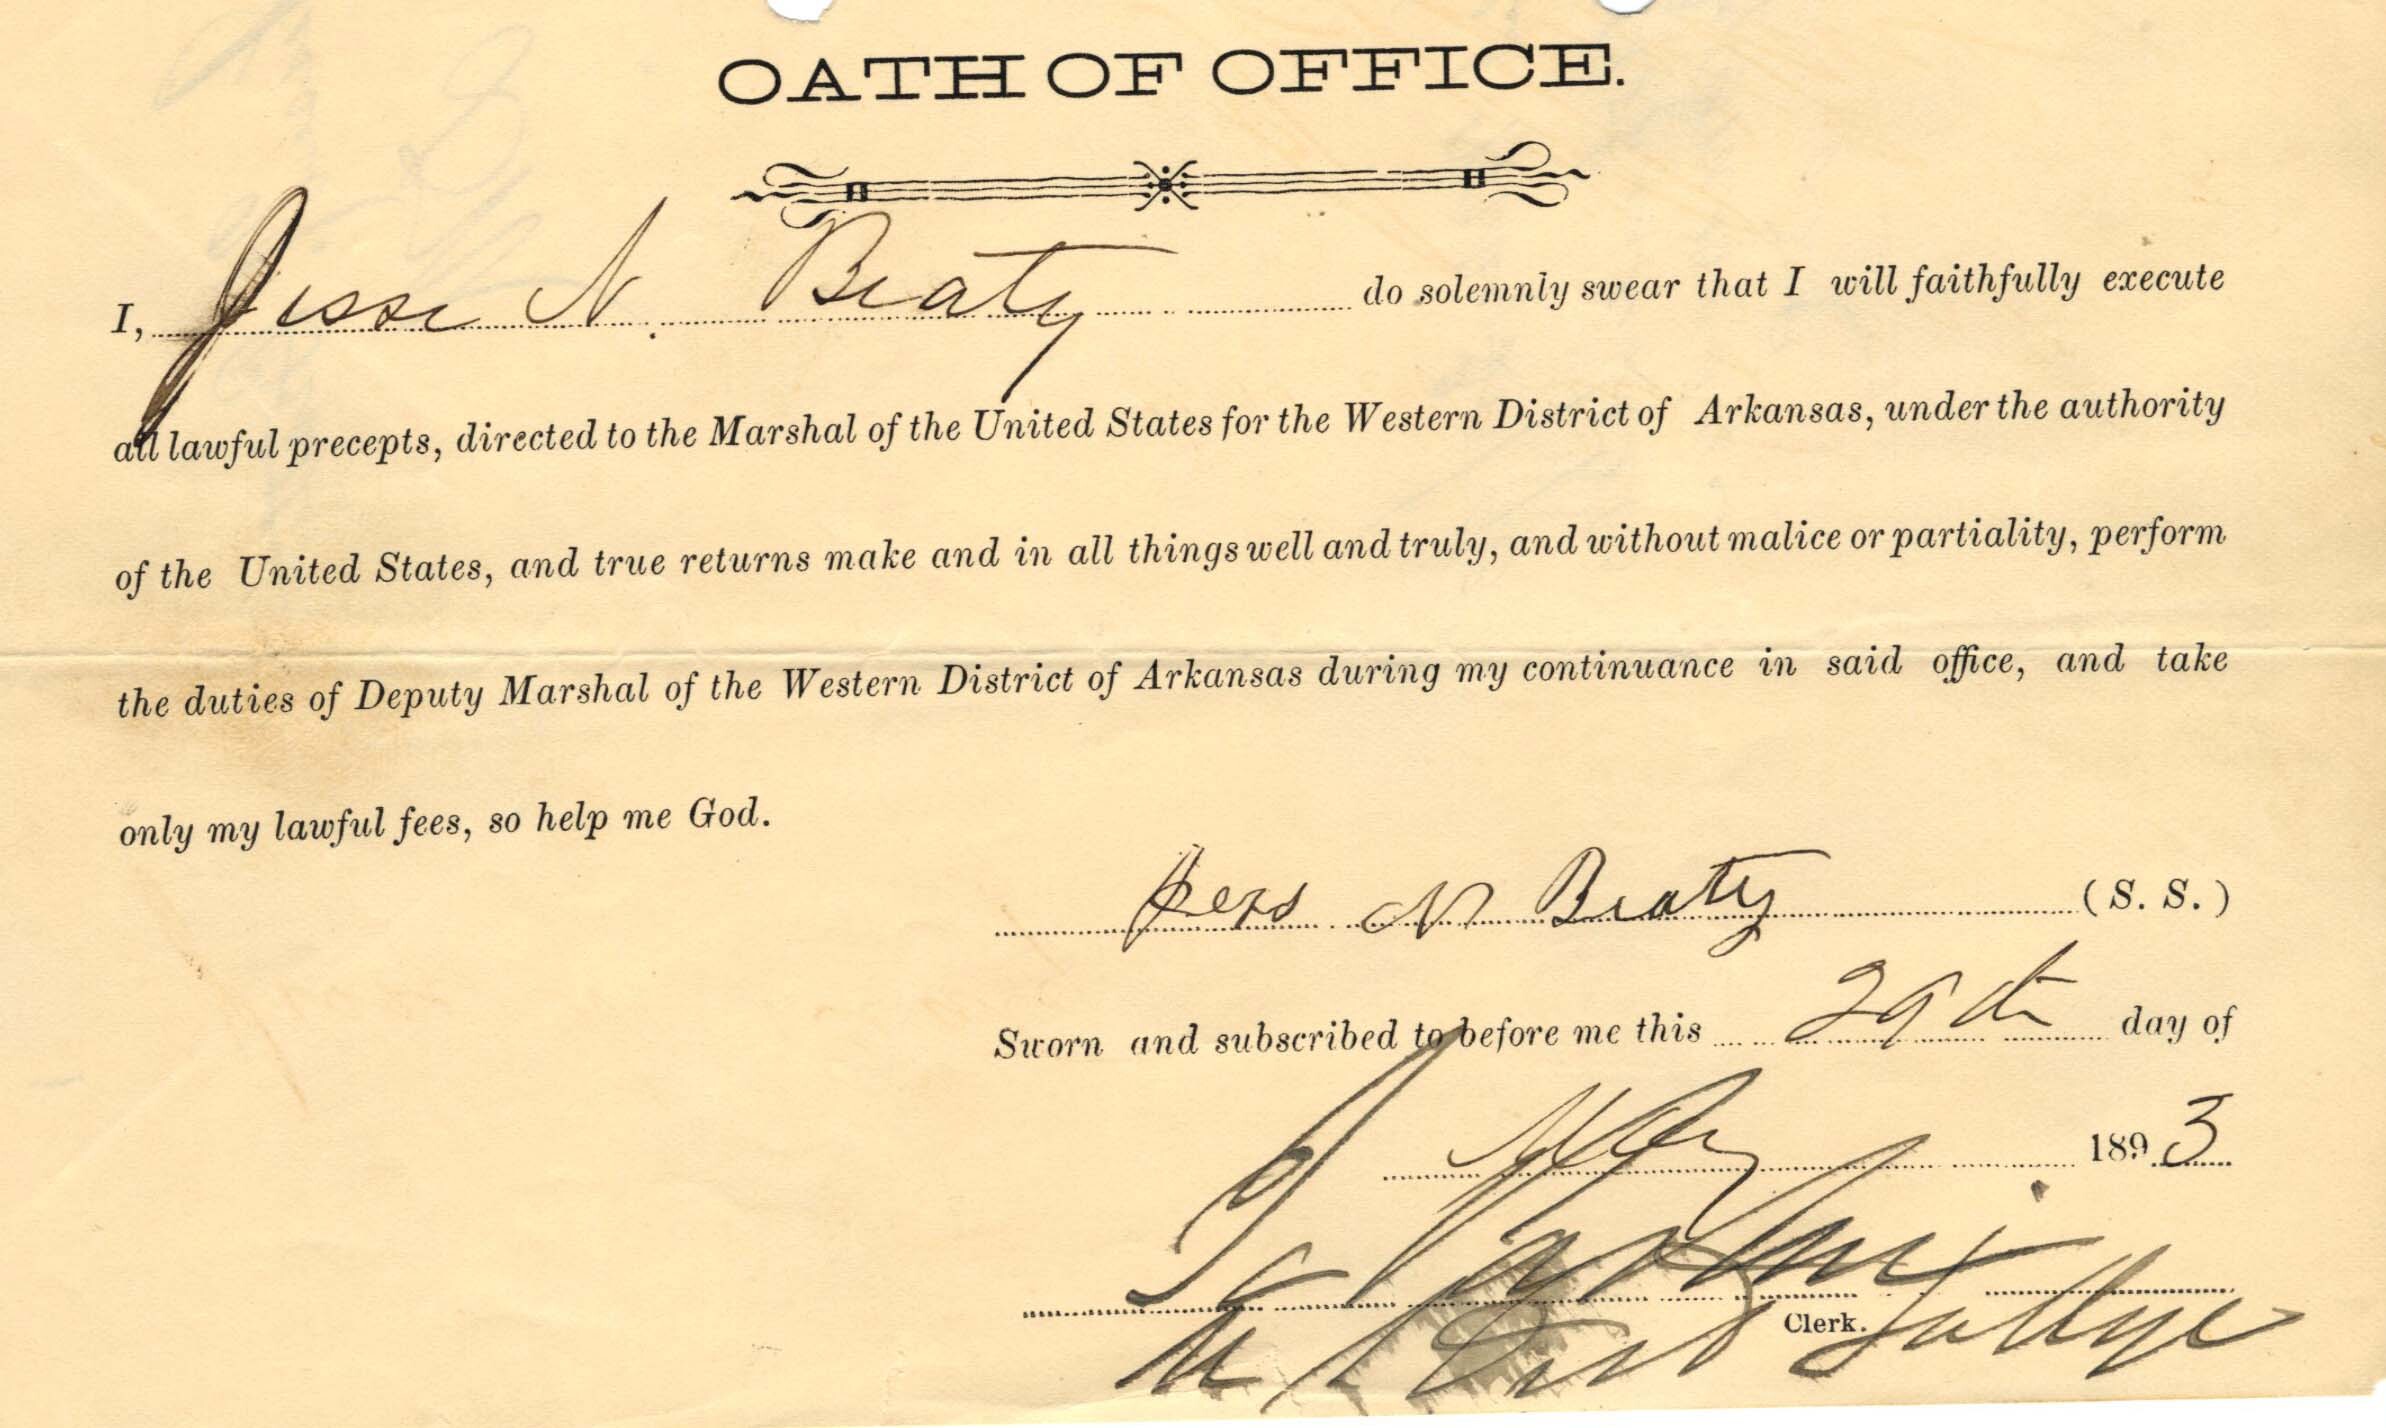 OATH OF OFFICE.
I, Jesse N. Beaty do solemnly swear that I will faithfully execute
all lawful precepts, directed to the Marshal of the United States for the Western District of Arkansas, under the authority
of the United States, and true returns make and in all things well and truly, and without malice or partiality, perform
the duties of Deputy Marshal of the Western District of Arkansas during my continuance in said office, and take
only my lawful fees, so help me God.
Jess N Beaty (S. S.)
Sworn and subscribed to before me this 29th day of
May 1893
I C Parker
Clerk.
U S Dist Judge